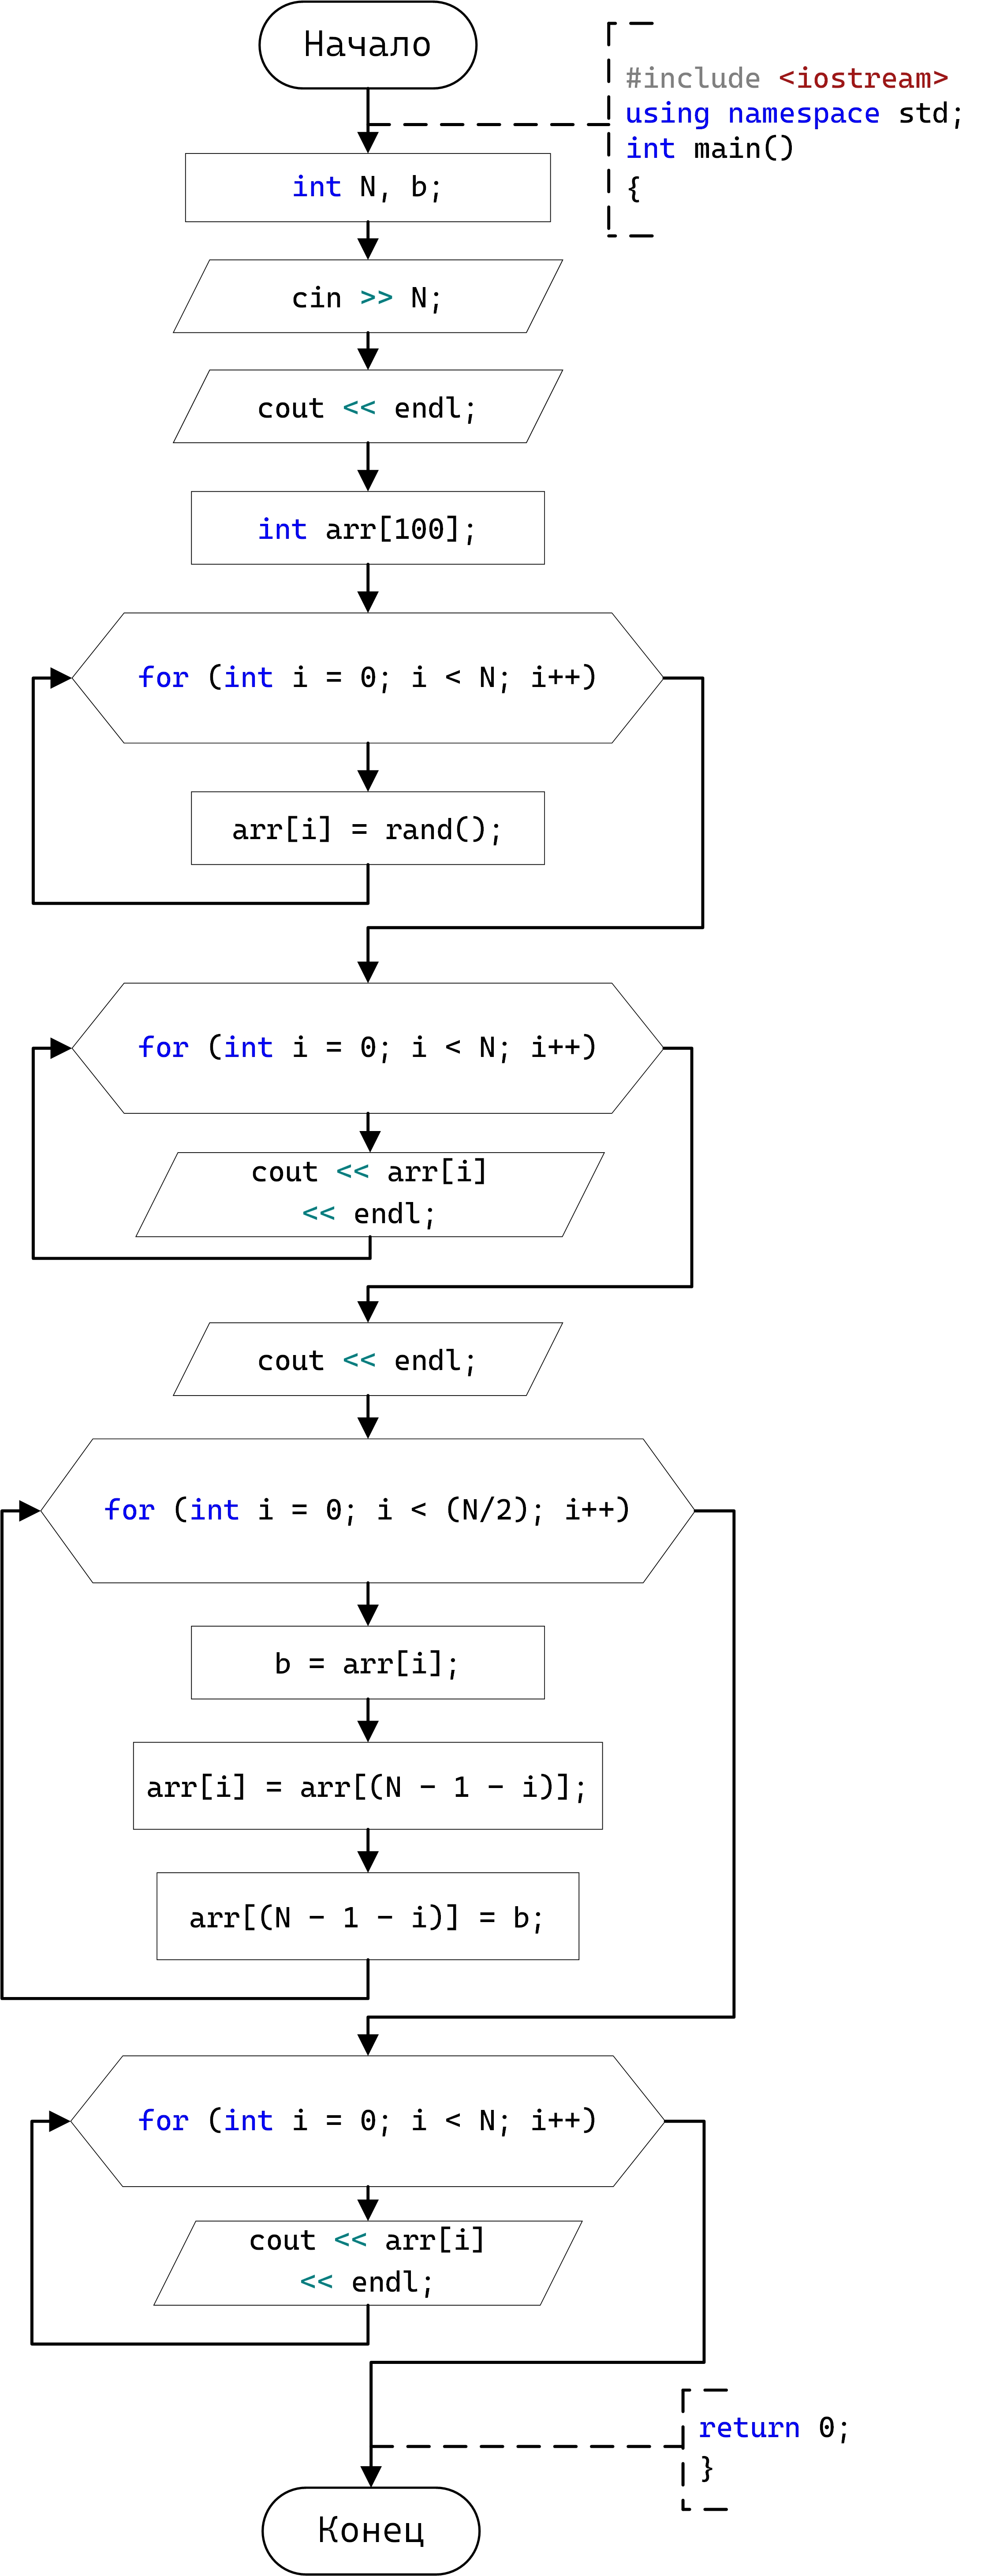 Начало
#include <iostream>
using namespace std;
int main()
{
int N, b;
cin >> N;
cout << endl;
int arr[100];
for (int i = 0; i < N; i++)
arr[i] = rand();
for (int i = 0; i < N; i++)
cout << arr[i]
<< endl;
cout << endl;
for (int i = 0; i < (N/2); i++)
b = arr[i];
arr[i] = arr[(N - 1 - i)];
arr[(N - 1 - i)] = b;
for (int i = 0; i < N; i++)
cout << arr[i]
<< endl;
return 0;
}
Конец